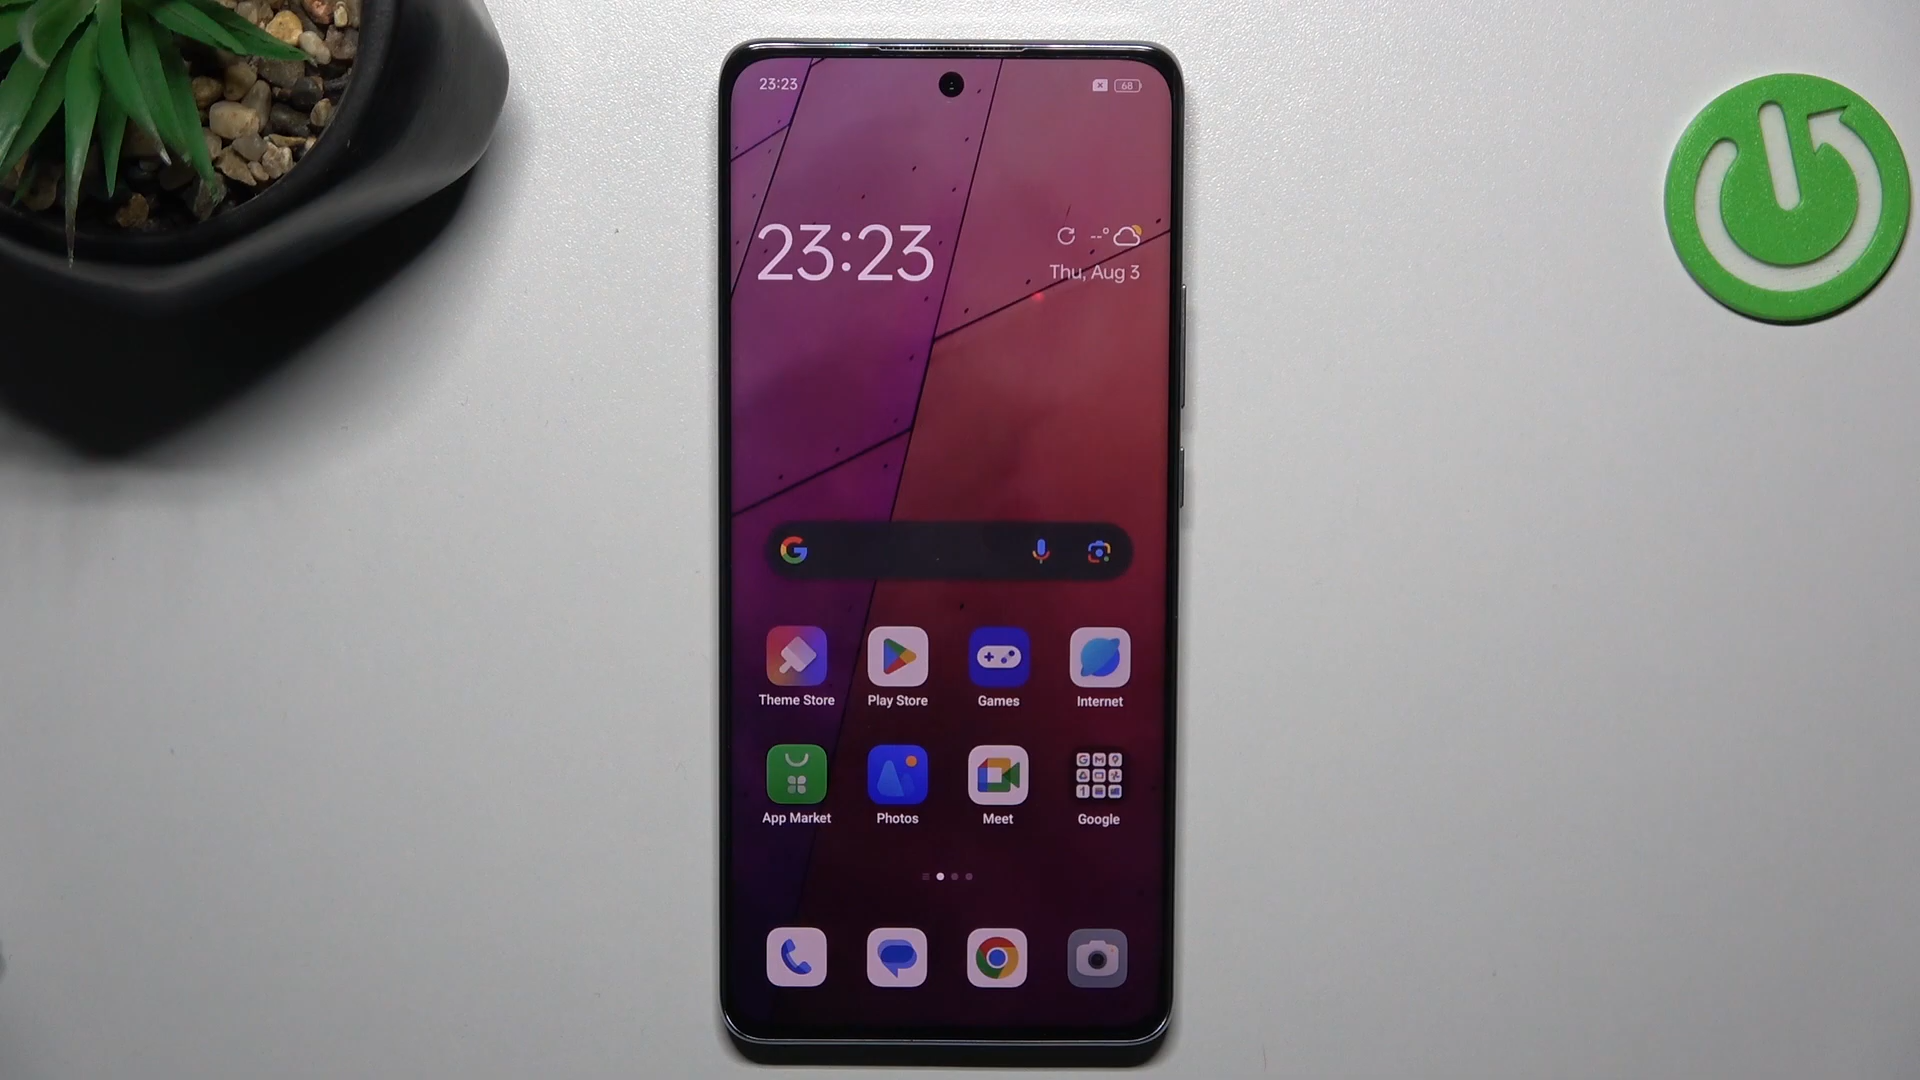 23:23
68
23:23
--°
Thu, Aug 3
Theme Store
Play Store
Games
Internet
App Market
Photos
Meet
Google